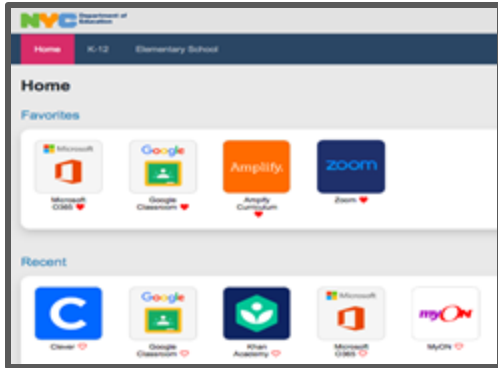 NYC Department of
Education
Home K-12 Elementary School
Home
Favorites
Microsoft
Google
Amplify.
zoom
Microsoft
O365
Google
Classroom
Amplify
Curriculum
Zoom
Recent
C
Google
Microsoft
myON
Clever
Google
Classroom
Khan
Academy
Microsoft
O365
MyON